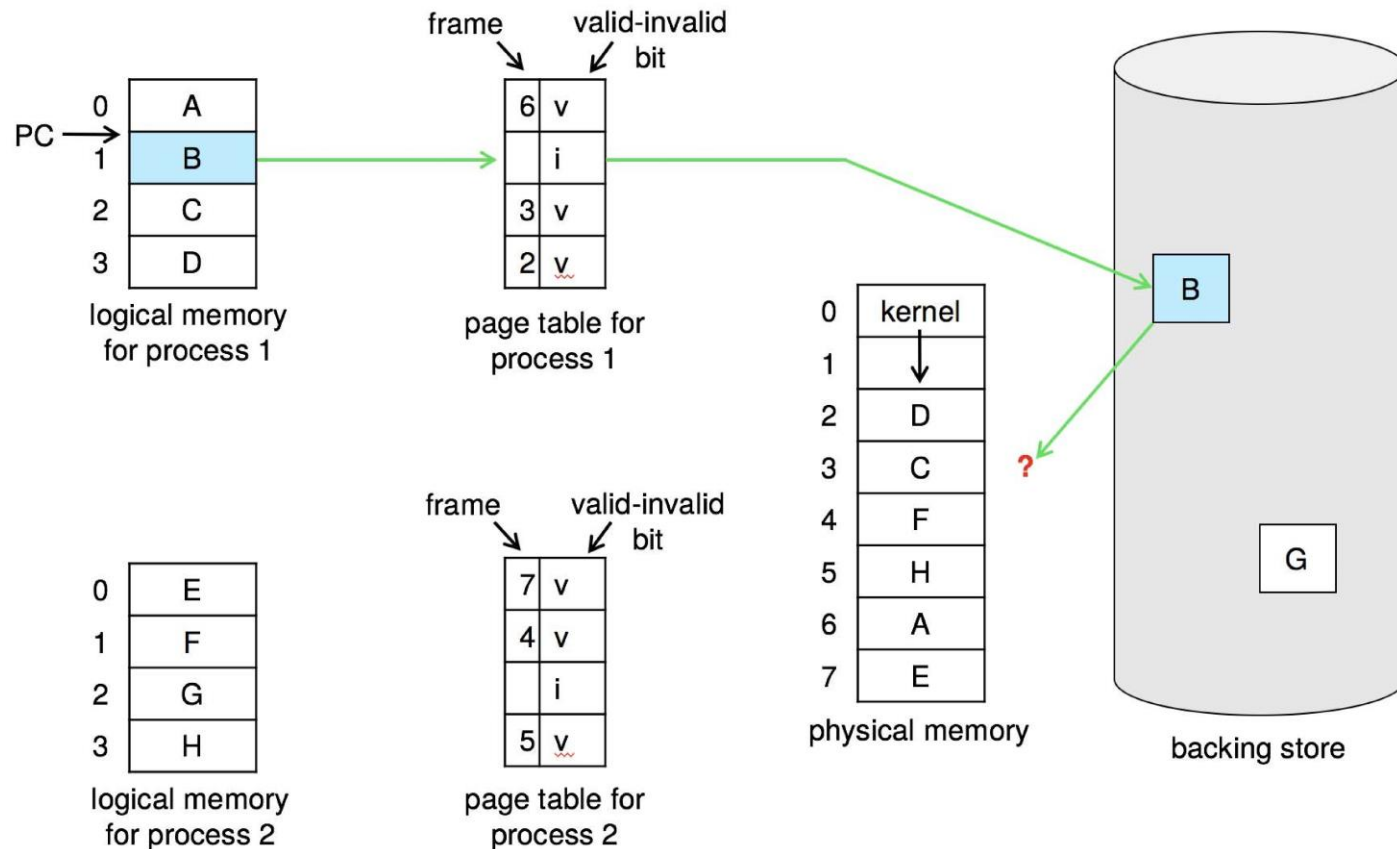 frame
valid-invalid
bit
0 A
PC
1 B
2 C
3 D
logical memory
for process 1
6 v
i
3 v
2 v
page table for
process 1
0 kernel
1
2 D
3 C
4 F
5 H
6 A
7 E
physical memory
?
B
G
backing store
0 E
1 F
2 G
3 H
logical memory
for process 2
frame
valid-invalid
bit
7 v
4 v
i
5 v
page table for
process 2